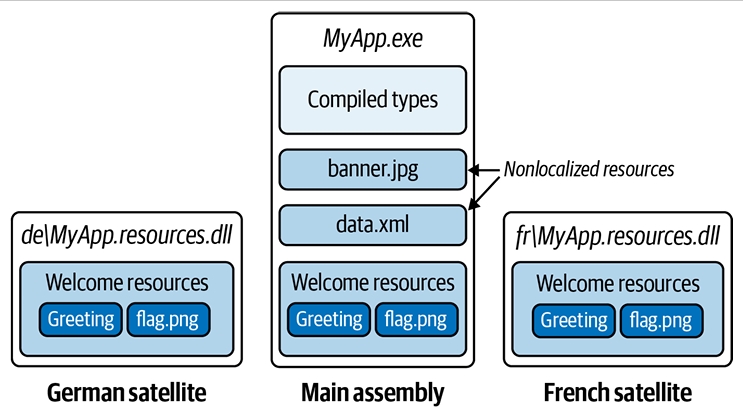 MyApp.exe
Compiled types
banner.jpg
Nonlocalized resources
data.xml
de\MyApp.resources.dll
Welcome resources
Greeting
flag.png
Welcome resources
Greeting
flag.png
fr\MyApp.resources.dll
Welcome resources
Greeting
flag.png
German satellite
Main assembly
French satellite